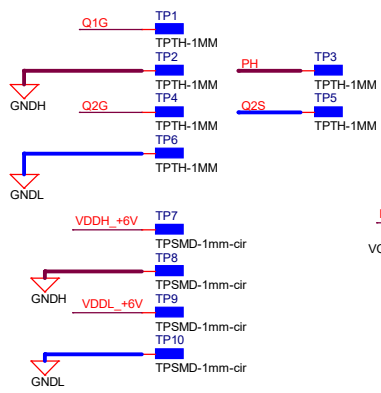 TP1
Q1G
TPTH-1MM
TP2
TP3
PH
GNDH
TPTH-1MM
TPTH-1MM
TP4
TP5
Q2G
Q2S
TPTH-1MM
TPTH-1MM
TP6
GNDL
TPTH-1MM
TP7
VDDH_+6V
TPSMD-1mm-cir
TP8
GNDH
TPSMD-1mm-cir
TP9
VDDL_+6V
TPSMD-1mm-cir
TP10
GNDL
TPSMD-1mm-cir